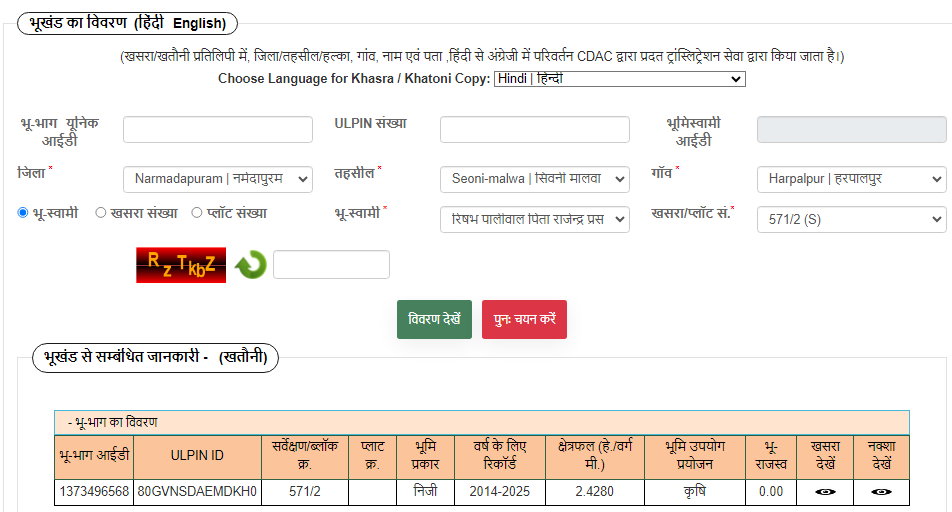 भूखंड का विवरण (हिंदी English)
(खसरा/खतौनी प्रतिलिपी में, जिला/तहसील/हल्का, गांव, नाम एवं पता ,हिंदी से अंग्रेजी में परिवर्तन CDAC द्वारा प्रदत ट्रांस्लिट्रेशन सेवा द्वारा किया जाता है।)
Choose Language for Khasra / Khatoni Copy: Hindi | हिन्दी
भू-भाग यूनिक आईडी
ULPIN संख्या
भूमिस्वामी आईडी
जिला * Narmadapuram | नर्मदापुरम
तहसील * Seoni-malwa | सिवनी मालवा
गाँव * Harpalpur | हरपालपुर
भू-स्वामी खसरा संख्या प्लॉट संख्या
भू-स्वामी * रिषभ पालीवाल पिता राजेन्द्र प्रस
खसरा/प्लॉट सं.* 571/2 (S)
R z T k b Z
विवरण देखें पुनः चयन करें
भूखंड से सम्बंधित जानकारी - (खतौनी)
- भू-भाग का विवरण
भू-भाग आईडी ULPIN ID सर्वेक्षण/ब्लॉक क्र. प्लाट क्र. भूमि प्रकार वर्ष के लिए रिकॉर्ड क्षेत्रफल (हे./वर्ग मी.) भूमि उपयोग प्रयोजन भू-राजस्व खसरा देखें नक्शा देखें
1373496568 80GVNSDAEMDKH0 571/2 निजी 2014-2025 2.4280 कृषि 0.00